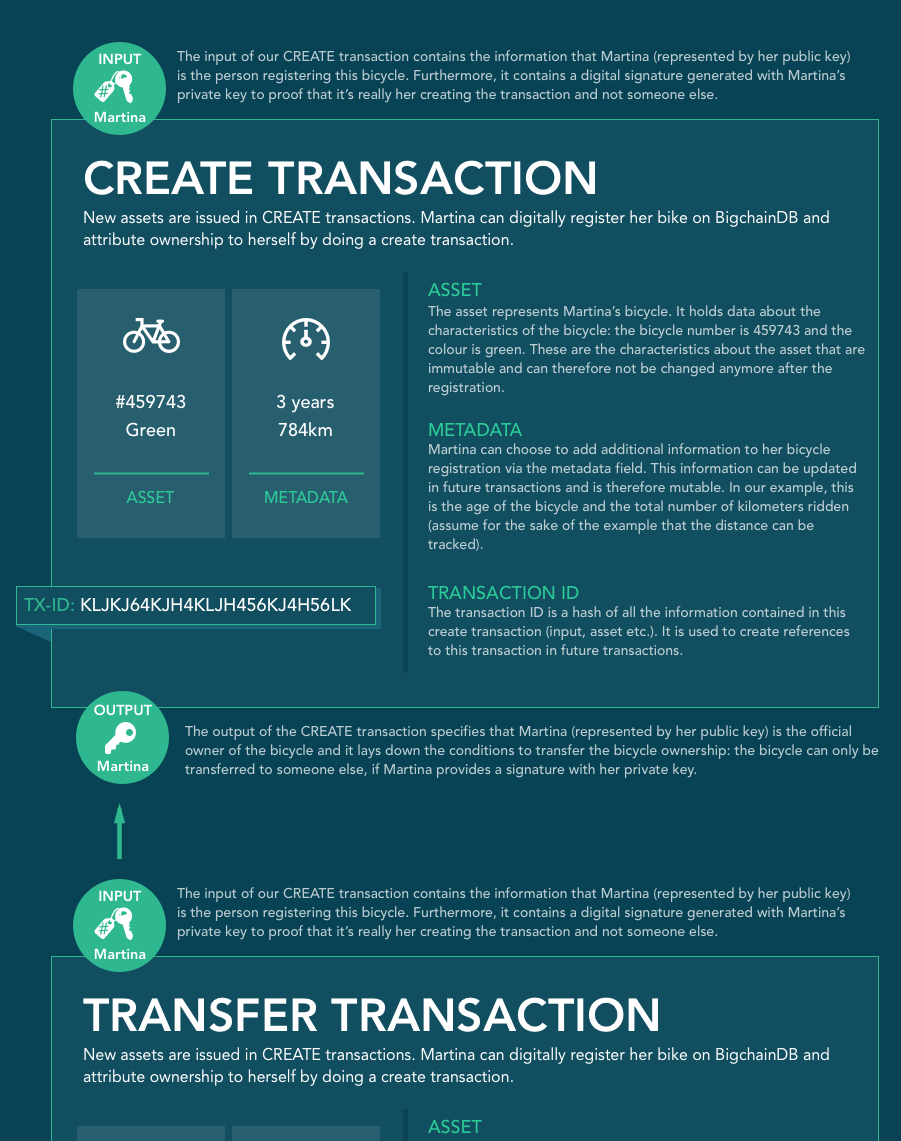 INPUT
Martina
The input of our CREATE transaction contains the information that Martina (represented by her public key)
is the person registering this bicycle. Furthermore, it contains a digital signature generated with Martina's
private key to proof that it's really her creating the transaction and not someone else.
CREATE TRANSACTION
New assets are issued in CREATE transactions. Martina can digitally register her bike on BigchainDB and
attribute ownership to herself by doing a create transaction.
#459743
Green
ASSET
3 years
784km
METADATA
ASSET
The asset represents Martina's bicycle. It holds data about the
characteristics of the bicycle: the bicycle number is 459743 and the
colour is green. These are the characteristics about the asset that are
immutable and can therefore not be changed anymore after the
registration.
METADATA
Martina can choose to add additional information to her bicycle
registration via the metadata field. This information can be updated
in future transactions and is therefore mutable. In our example, this
is the age of the bicycle and the total number of kilometers ridden
(assume for the sake of the example that the distance can be
tracked).
TX-ID: KLJKJ64KJH4KLJH456KJ4H56LK
TRANSACTION ID
The transaction ID is a hash of all the information contained in this
create transaction (input, asset etc.). It is used to create references
to this transaction in future transactions.
OUTPUT
Martina
The output of the CREATE transaction specifies that Martina (represented by her public key) is the official
owner of the bicycle and it lays down the conditions to transfer the bicycle ownership: the bicycle can only be
transferred to someone else, if Martina provides a signature with her private key.
INPUT
Martina
The input of our CREATE transaction contains the information that Martina (represented by her public key)
is the person registering this bicycle. Furthermore, it contains a digital signature generated with Martina's
private key to proof that it's really her creating the transaction and not someone else.
TRANSFER TRANSACTION
New assets are issued in CREATE transactions. Martina can digitally register her bike on BigchainDB and
attribute ownership to herself by doing a create transaction.
ASSET